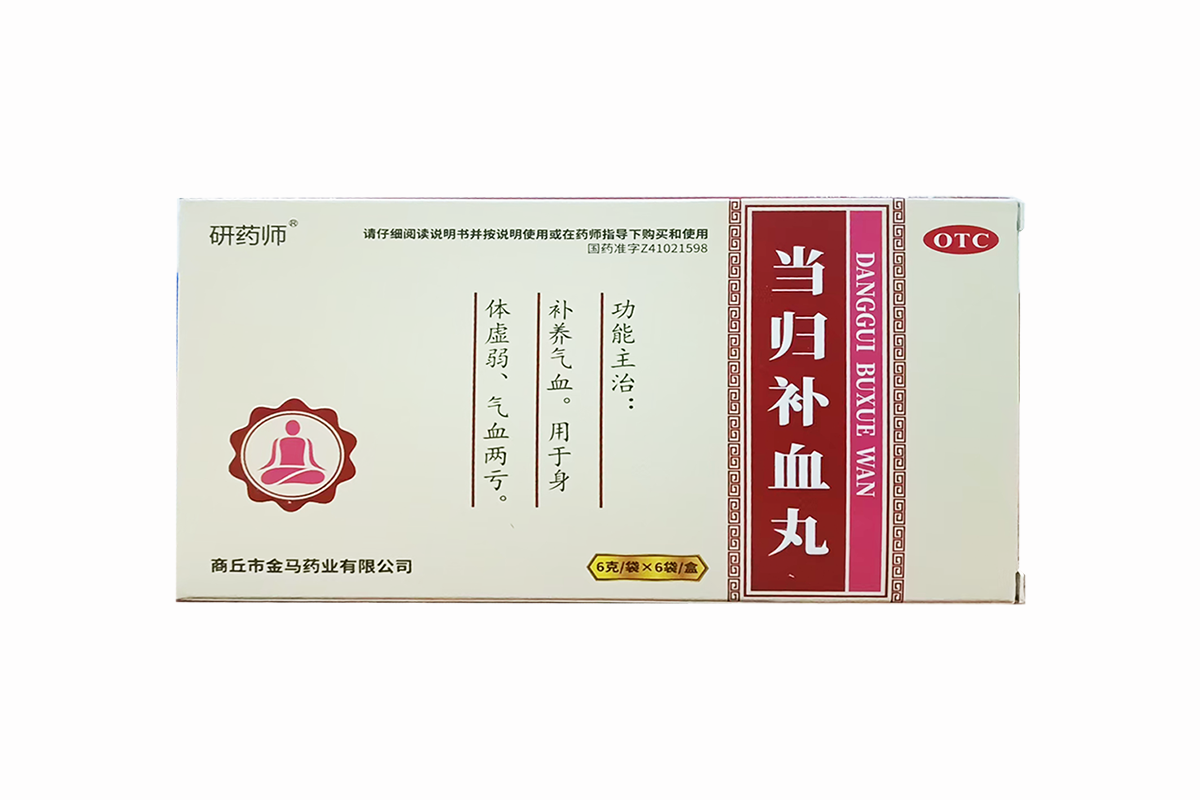 研药师®
请仔细阅读说明书并按说明使用或在药师指导下购买和使用
国药准字Z41021598
功能主治：
补养气血。用于身
体虚弱、气血两亏。
商丘市金马药业有限公司
6克/袋×6袋/盒
当归补血丸
DANGGUI BUXUE WAN
OTC